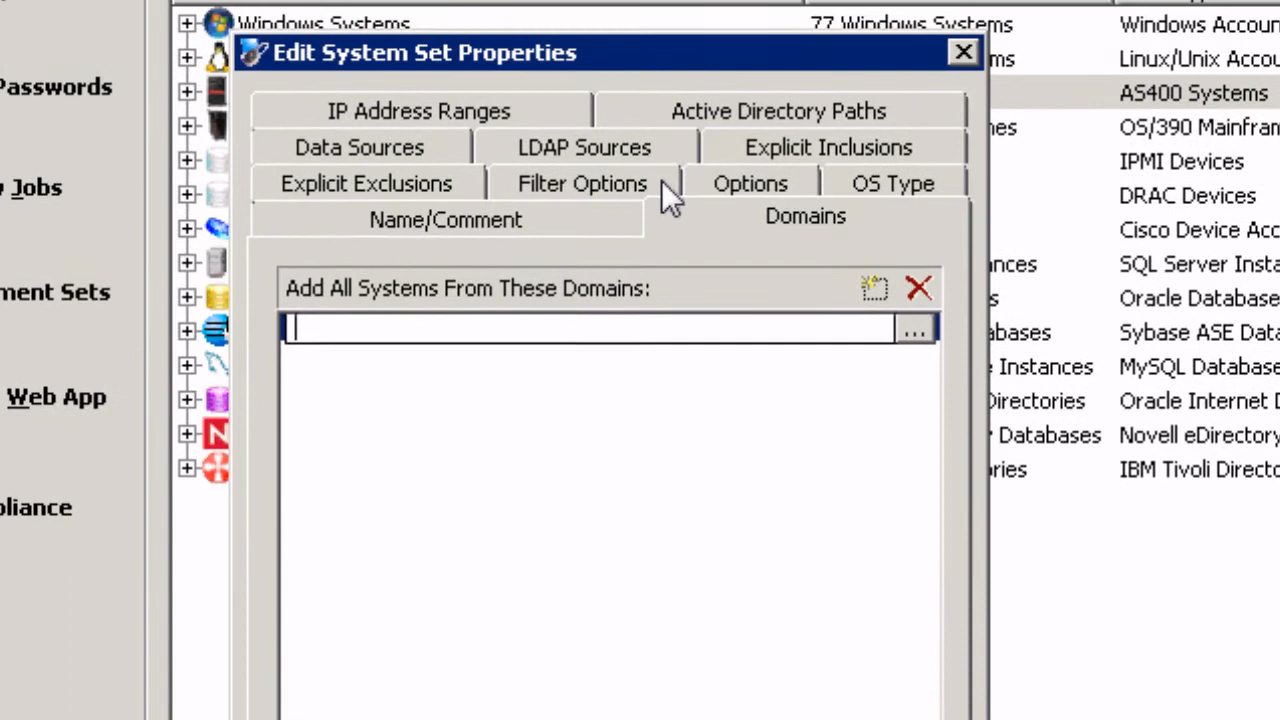 Windows Systems 77 Windows Systems Windows Accoun
Edit System Set Properties
ms Linux/Unix Accou
Passwords
AS400 Systems
IP Address Ranges Active Directory Paths
mes OS/390 Mainfram
Data Sources LDAP Sources Explicit Inclusions
IPMI Devices
Explicit Exclusions Filter Options Options OS Type
Jobs
DRAC Devices
Name/Comment Domains
Cisco Device Acc
nces SQL Server Insta
ment Sets
Add All Systems From These Domains:
s Oracle Database
...
abases Sybase ASE Data
Instances MySQL Database
Web App
Directories Oracle Internet D
Databases Novell eDirectory
ries IBM Tivoli Directo
pliance